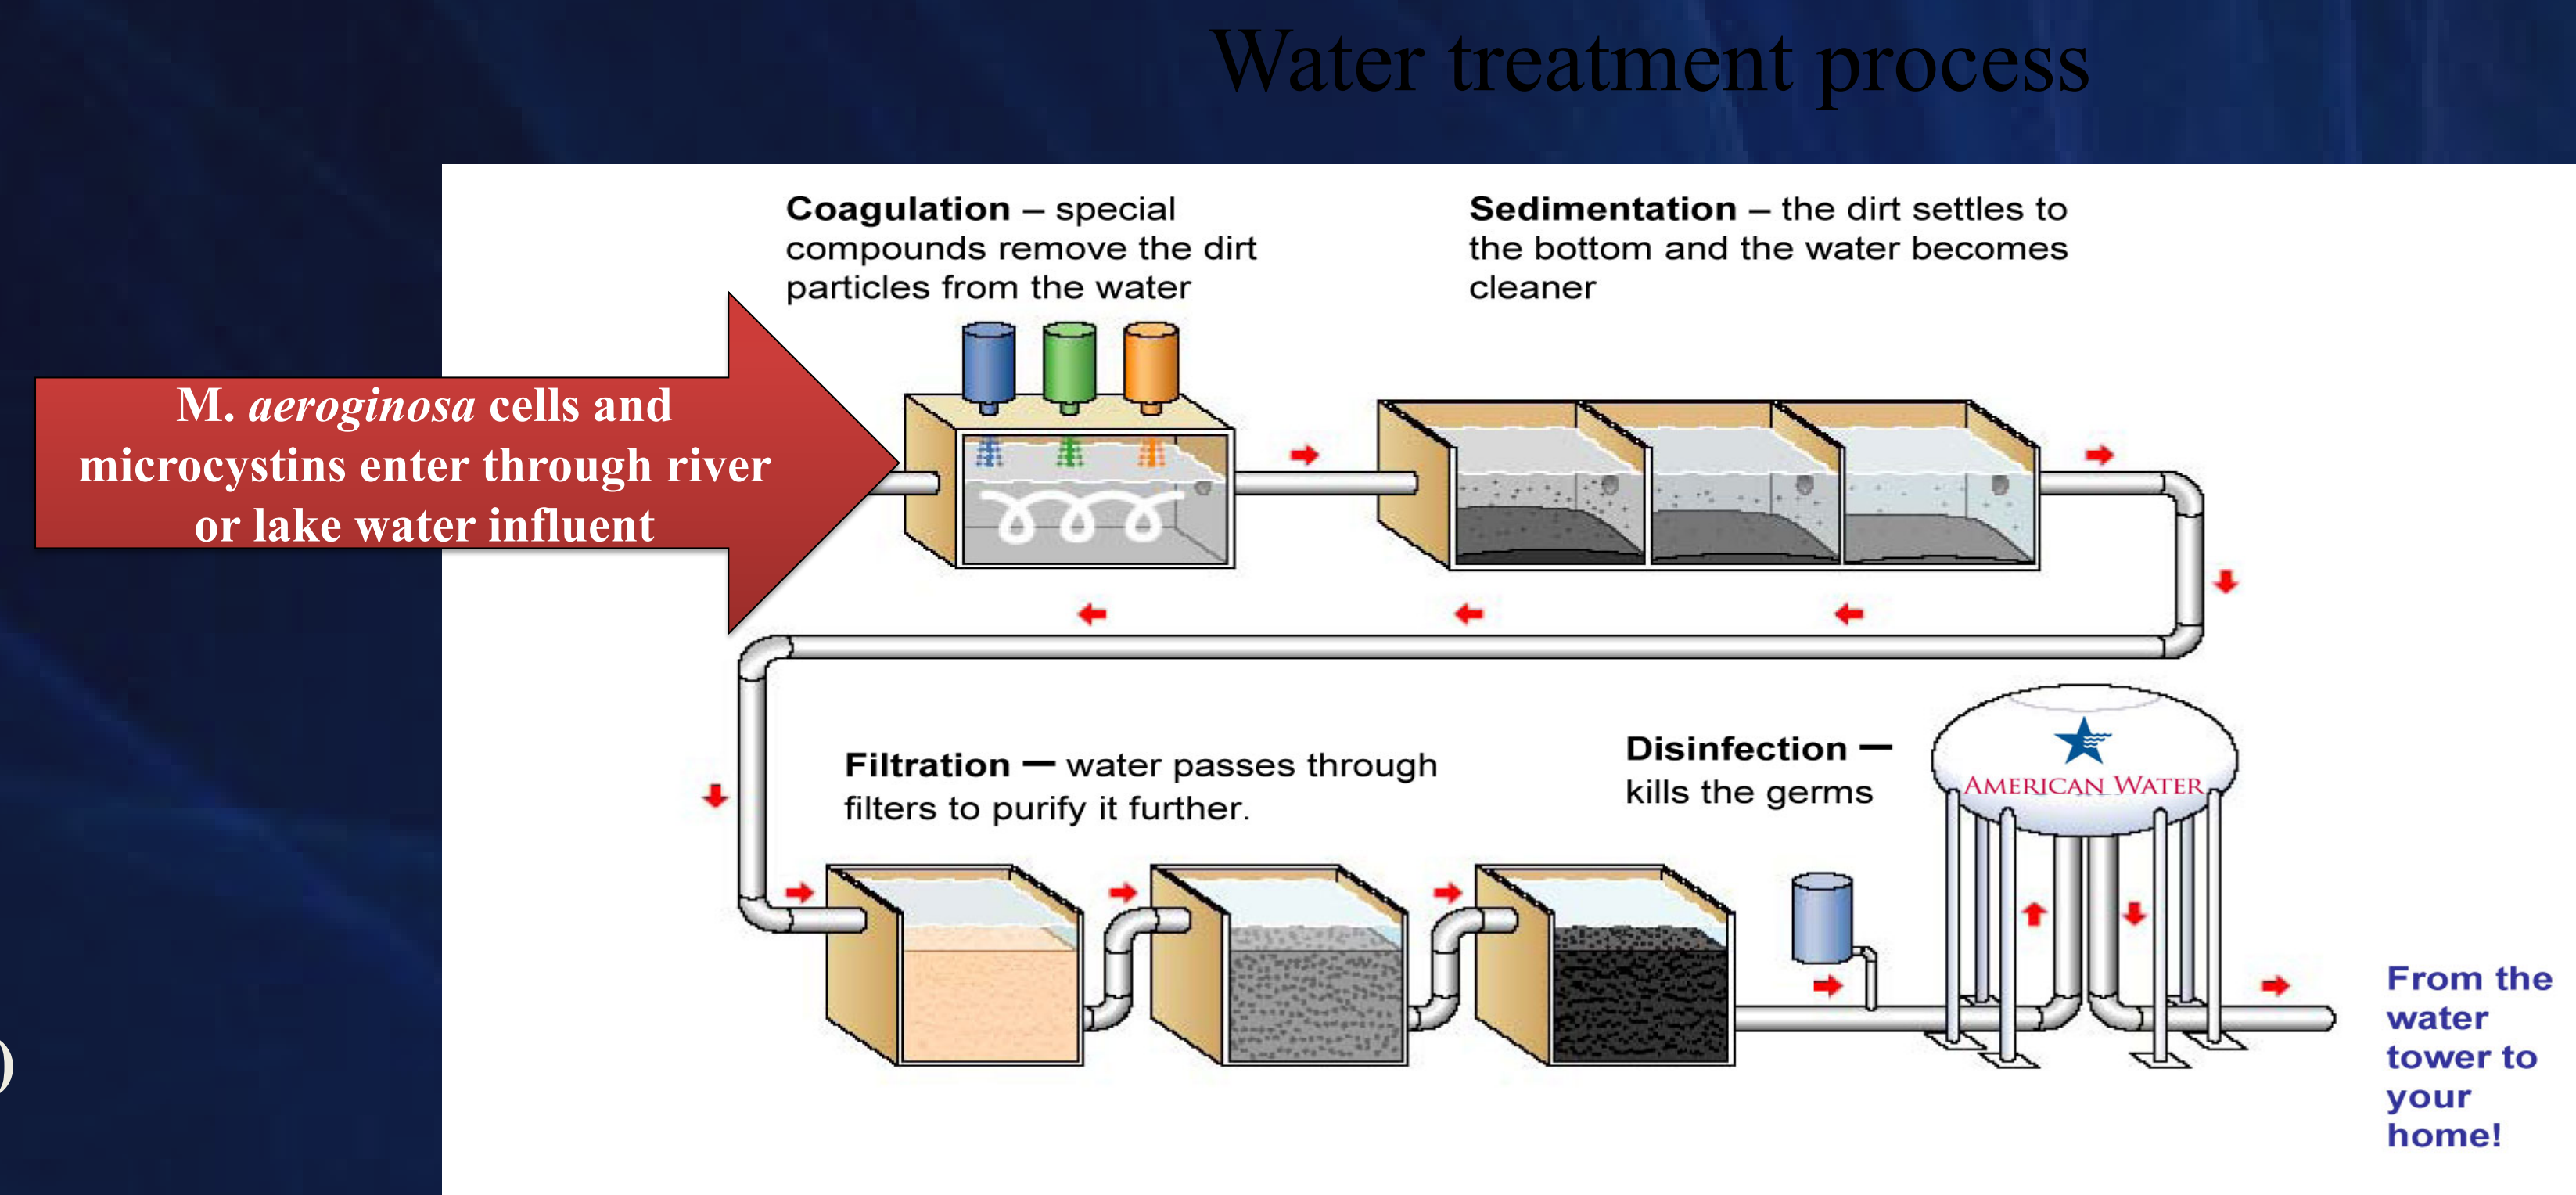 Water treatment process
Coagulation – special
compounds remove the dirt
particles from the water
Sedimentation – the dirt settles to
the bottom and the water becomes
cleaner
M. aeroginosa cells and
microcystins enter through river
or lake water influent
Filtration — water passes through
filters to purify it further.
Disinfection —
kills the germs
AMERICAN WATER
From the
water
tower to
your
home!
)